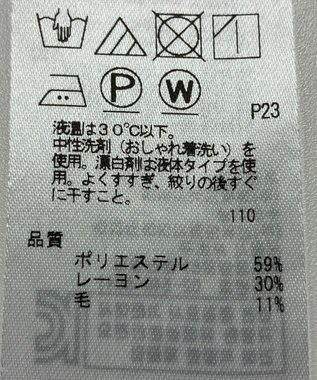 P
W
P23
液温は30℃以下。
中性洗剤（おしゃれ着洗い）を
使用。漂白剤は液体タイプを使
用。よくすすぎ、絞りの後すぐ
に干すこと。
110
品質
ポリエステル 59%
レーヨン 30%
毛 11%